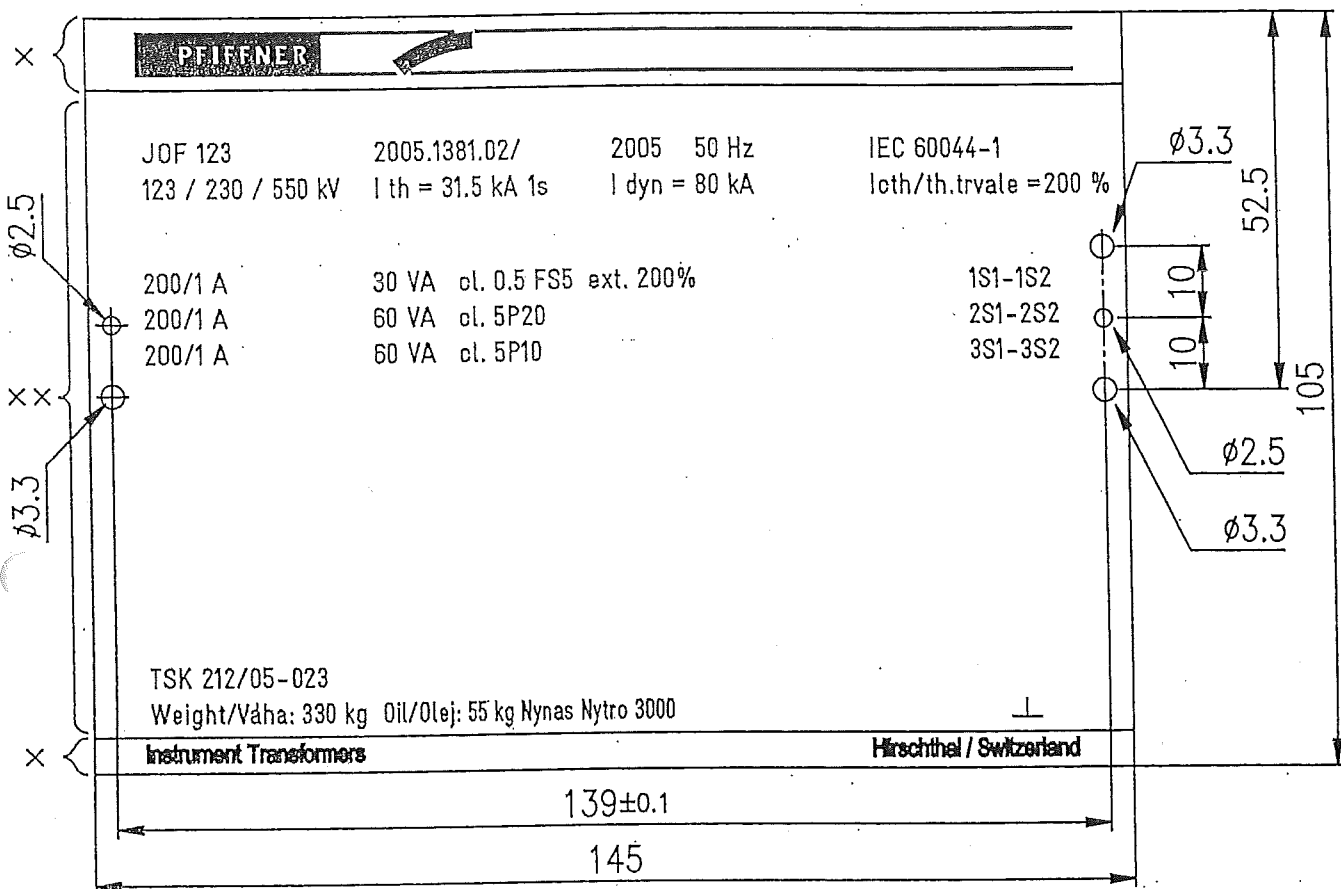 PFIFFNER
JOF 123 2005.1381.02/ 2005 50 Hz IEC 60044-1
123 / 230 / 550 kV I th = 31.5 kA 1s I dyn = 80 kA Icth/th.trvale =200 %
200/1 A 30 VA cl. 0.5 FS5 ext. 200% 1S1-1S2
200/1 A 60 VA cl. 5P20 2S1-2S2
200/1 A 60 VA cl. 5P10 3S1-3S2
TSK 212/05-023
Weight/Váha: 330 kg Oil/Olej: 55 kg Nynas Nytro 3000
Instrument Transformers Hirschthal / Switzerland
×
××
×
ø2.5
ø3.3
ø3.3
10
10
52.5
105
ø2.5
ø3.3
139±0.1
145